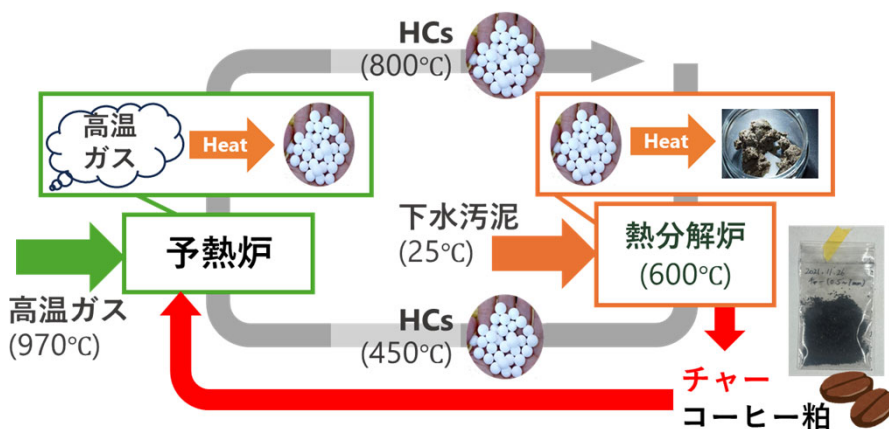 HCs
(800℃)
高温
ガス
Heat
Heat
予熱炉
下水汚泥
(25℃)
熱分解炉
(600℃)
高温ガス
(970℃)
HCs
(450℃)
チャー
コーヒー粕